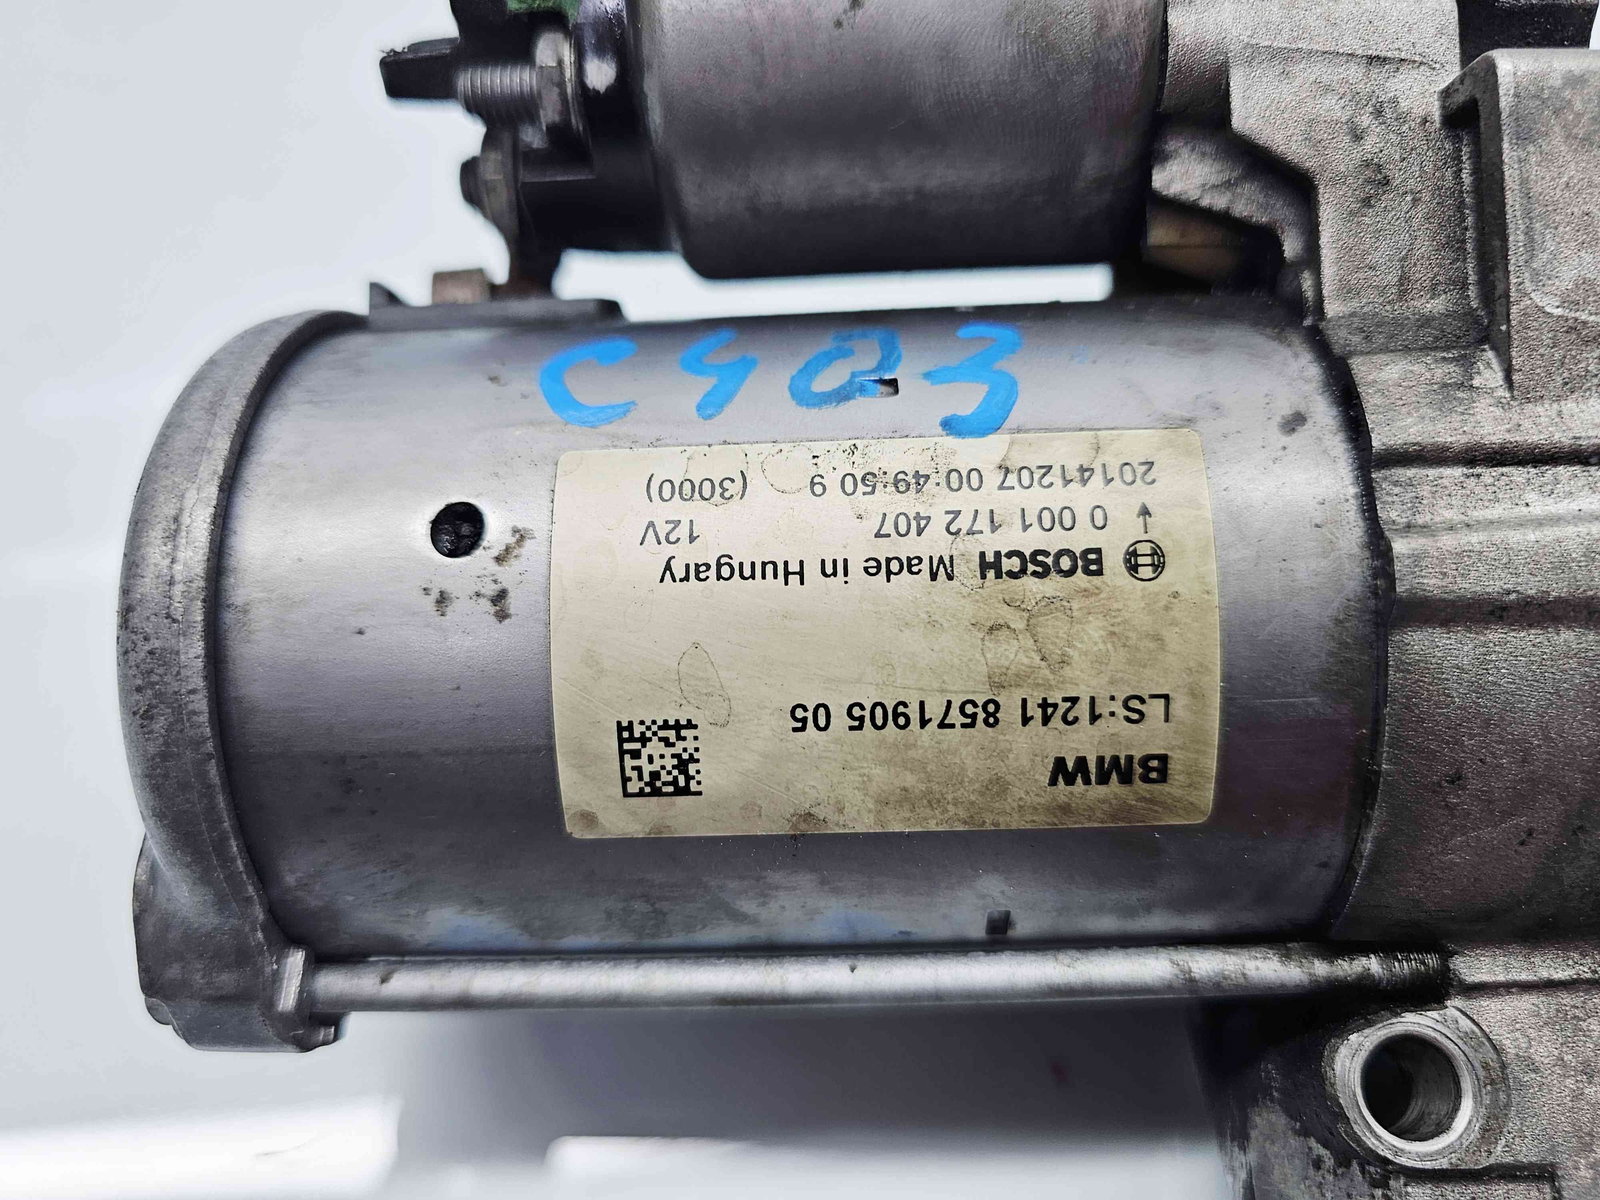 BMW
LS:1241 8571905 05
BOSCH Made in Hungary
0 001 172 407 12V
20141207 00:49:50 9 (3000)